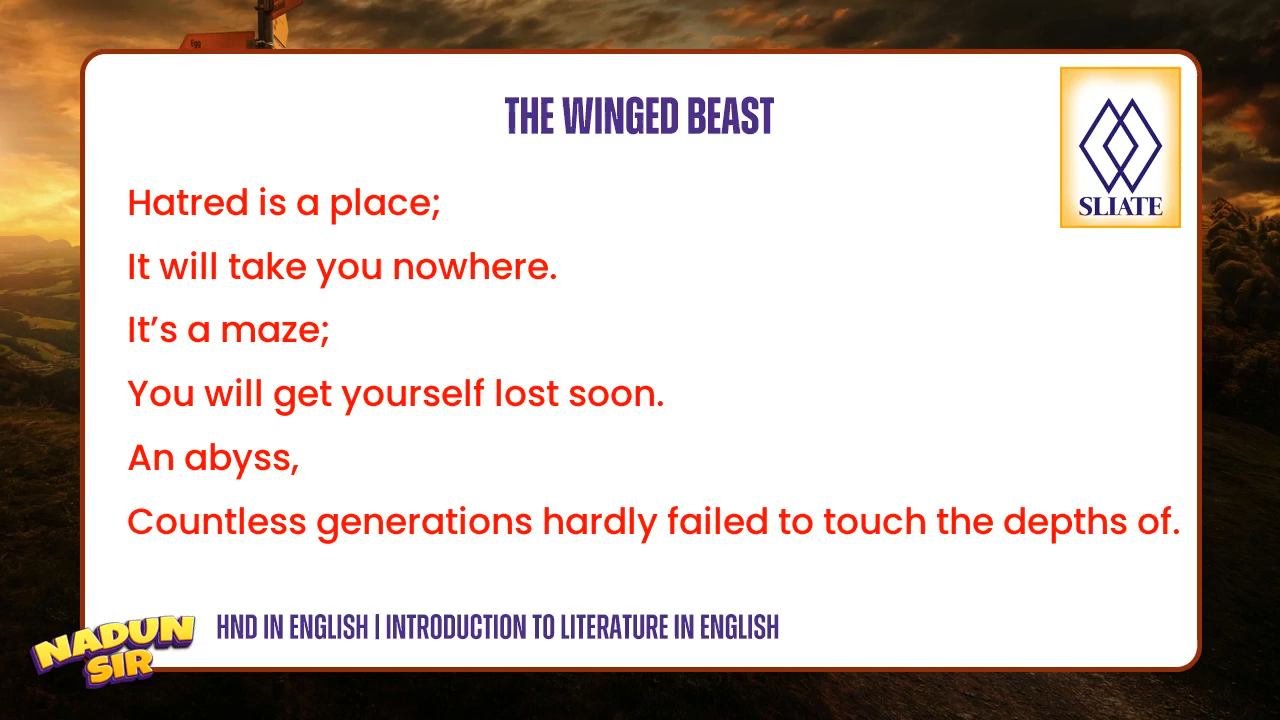 Egg
THE WINGED BEAST
SLIATE
Hatred is a place;
It will take you nowhere.
It’s a maze;
You will get yourself lost soon.
An abyss,
Countless generations hardly failed to touch the depths of.
HND IN ENGLISH | INTRODUCTION TO LITERATURE IN ENGLISH
NADUN
SIR